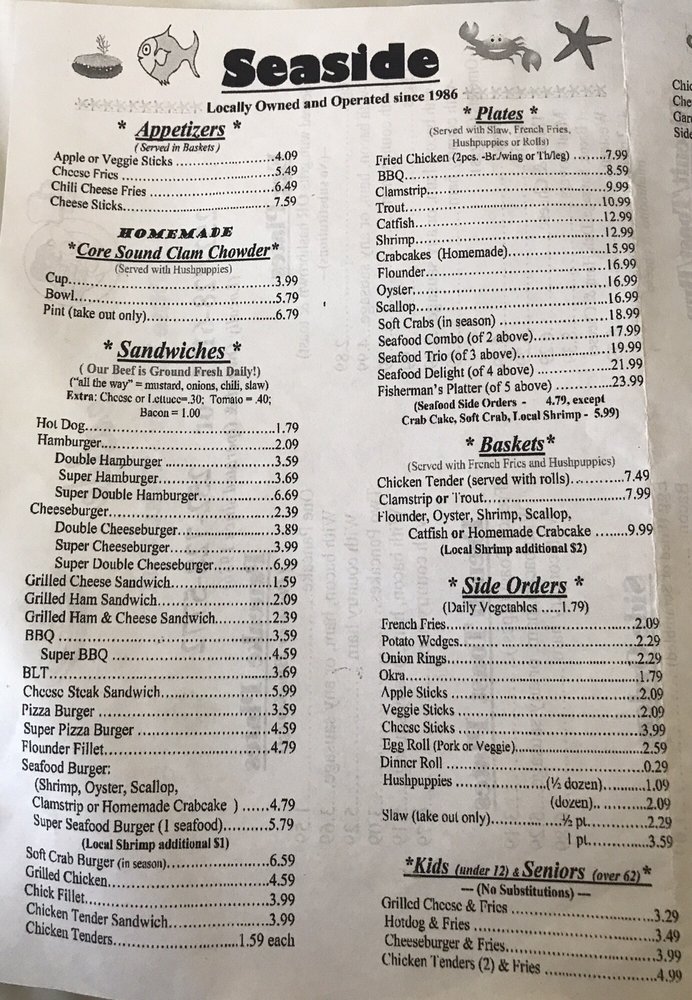 Seaside
Locally Owned and Operated since 1986
* Appetizers *
(Served in Baskets)
Apple or Veggie Sticks ....................4.09
Cheese Fries ....................5.49
Chili Cheese Fries ....................6.49
Cheese Sticks....................7.59
HOMEMADE
*Core Sound Clam Chowder*
(Served with Hushpuppies)
Cup....................3.99
Bowl....................5.79
Pint (take out only)....................6.79
* Sandwiches *
( Our Beef is Ground Fresh Daily!)
("all the way" = mustard, onions, chili, slaw)
Extra: Cheese or Lettuce=.30; Tomato = .40;
Bacon = 1.00
Hot Dog....................1.79
Hamburger....................2.09
Double Hamburger ....................3.59
Super Hamburger....................3.69
Super Double Hamburger....................6.69
Cheeseburger....................2.39
Double Cheeseburger....................3.89
Super Cheeseburger....................3.99
Super Double Cheeseburger....................6.99
Grilled Cheese Sandwich....................1.59
Grilled Ham Sandwich....................2.09
Grilled Ham & Cheese Sandwich....................2.39
BBQ ....................3.59
Super BBQ ....................4.59
BLT....................3.69
Cheese Steak Sandwich....................5.99
Pizza Burger ....................3.59
Super Pizza Burger ....................4.59
Flounder Fillet....................4.79
Seafood Burger:
(Shrimp, Oyster, Scallop,
Clamstrip or Homemade Crabcake ) ......4.79
Super Seafood Burger (1 seafood)..........5.79
(Local Shrimp additional $1)
Soft Crab Burger (in season)....................6.59
Grilled Chicken....................4.59
Chick Fillet....................3.99
Chicken Tender Sandwich....................3.99
Chicken Tenders....................1.59 each
* Plates *
(Served with Slaw, French Fries,
Hushpuppies or Rolls)
Fried Chicken (2pcs. -Br./wing or Th/leg) ........7.99
BBQ....................8.59
Clamstrip....................9.99
Trout....................10.99
Catfish....................12.99
Shrimp....................12.99
Crabcakes (Homemade)....................15.99
Flounder....................16.99
Oyster....................16.99
Scallop....................16.99
Soft Crabs (in season) ....................18.99
Seafood Combo (of 2 above)....................17.99
Seafood Trio (of 3 above)....................19.99
Seafood Delight (of 4 above) ....................21.99
Fisherman's Platter (of 5 above) ....................23.99
(Seafood Side Orders - 4.79, except
Crab Cake, Soft Crab, Local Shrimp - 5.99)
* Baskets*
(Served with French Fries and Hushpuppies)
Chicken Tender (served with rolls)....................7.49
Clamstrip or Trout....................7.99
Flounder, Oyster, Shrimp, Scallop,
Catfish or Homemade Crabcake ........9.99
(Local Shrimp additional $2)
* Side Orders *
(Daily Vegetables .....1.79)
French Fries....................2.09
Potato Wedges....................2.29
Onion Rings....................2.29
Okra....................1.79
Apple Sticks ....................2.09
Veggie Sticks ....................2.09
Cheese Sticks ....................3.99
Egg Roll (Pork or Veggie)....................2.59
Dinner Roll ....................0.29
Hushpuppies ..............(½ dozen)..........1.09
(dozen).. ............2.09
Slaw (take out only)..............½ pt...............2.29
1 pt...............3.59
*Kids (under 12) & Seniors (over 62)*
--- (No Substitutions) ---
Grilled Cheese & Fries ....................3.29
Hotdog & Fries ....................3.49
Cheeseburger & Fries....................3.99
Chicken Tenders (2) & Fries ....................4.99